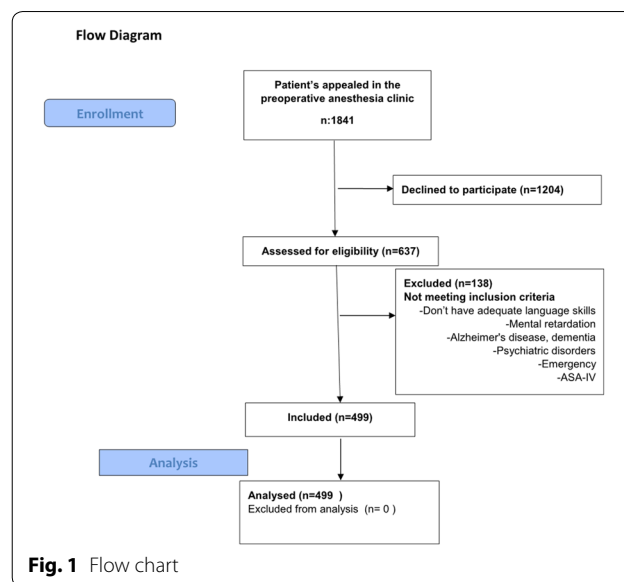 Flow Diagram
Enrollment
Patient's appealed in the
preoperative anesthesia clinic
n:1841
Declined to participate (n=1204)
Assessed for eligibility (n=637)
Excluded (n=138)
Not meeting inclusion criteria
-Don't have adequate language skills
-Mental retardation
-Alzheimer's disease, dementia
-Psychiatric disorders
-Emergency
-ASA-IV
Included (n=499)
Analysis
Analysed (n=499 )
Excluded from analysis (n= 0 )
Fig. 1 Flow chart